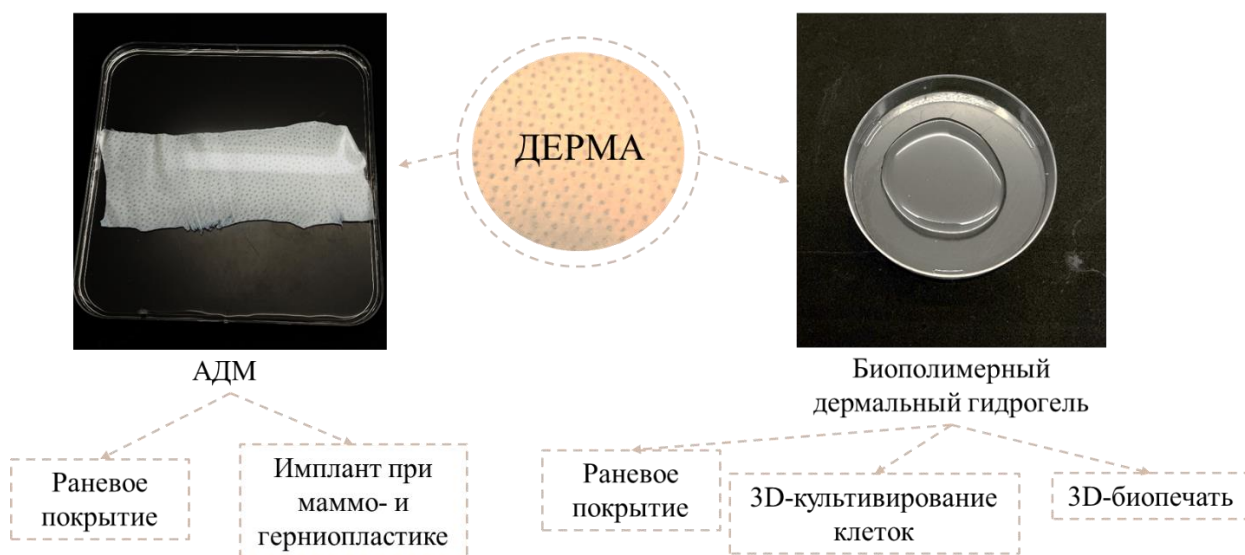 ДЕРМА
АДМ
Биополимерный
дермальный гидрогель
Раневое
покрытие
Имплант при
маммо- и
герниопластике
Раневое
покрытие
3D-культивирование
клеток
3D-биопечать